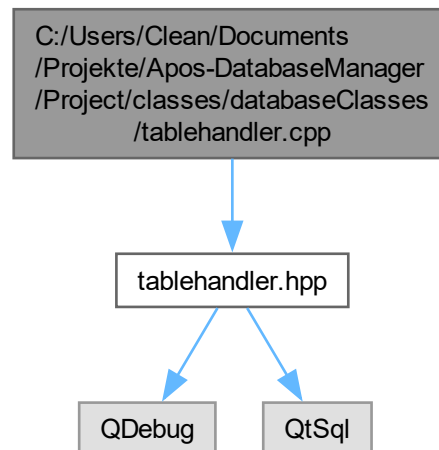 C:/Users/Clean/Documents
/Projekte/Apos-DatabaseManager
/Project/classes/databaseClasses
/tablehandler.cpp
tablehandler.hpp
QDebug
QtSql